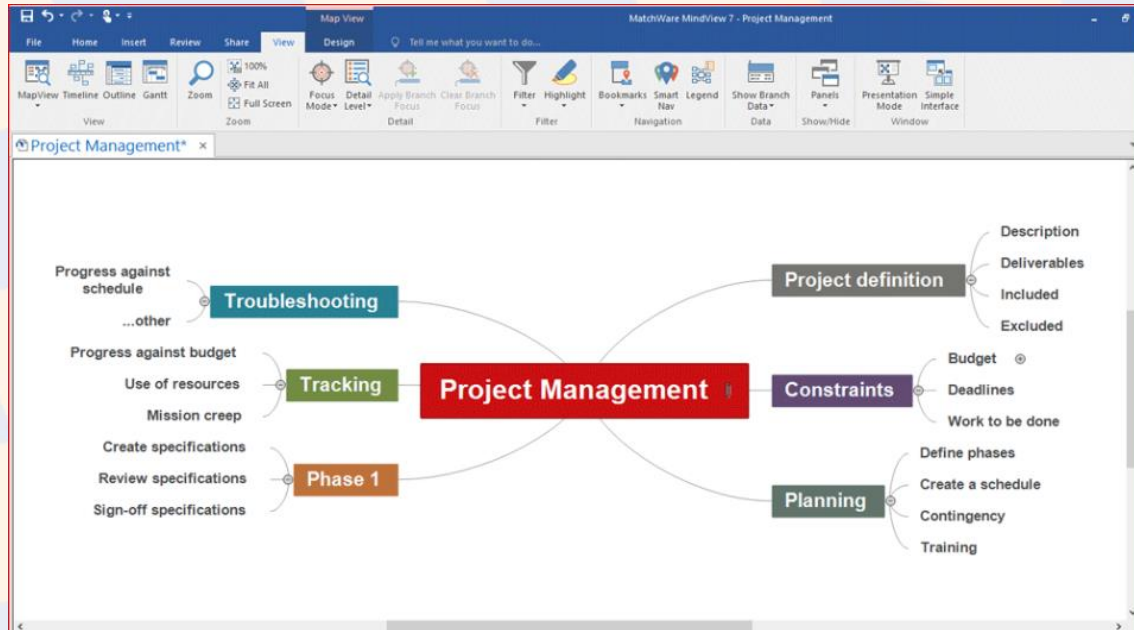 Map View
MatchWare MindView 7 - Project Management
File Home Insert Review Share View Design Tell me what you want to do...
MapView Timeline Outline Gantt
View
Zoom
100%
Fit All
Full Screen
Zoom
Focus Mode
Detail Level
Apply Branch Focus
Clear Branch Focus
Detail
Filter Highlight
Filter
Bookmarks
Smart Nav
Legend
Navigation
Show Branch Data
Data
Panels
Show/Hide
Presentation Mode
Simple Interface
Window
Project Management*
Troubleshooting
Progress against
schedule
...other
Tracking
Progress against budget
Use of resources
Mission creep
Phase 1
Create specifications
Review specifications
Sign-off specifications
Project Management
Project definition
Description
Deliverables
Included
Excluded
Constraints
Budget
Deadlines
Work to be done
Planning
Define phases
Create a schedule
Contingency
Training